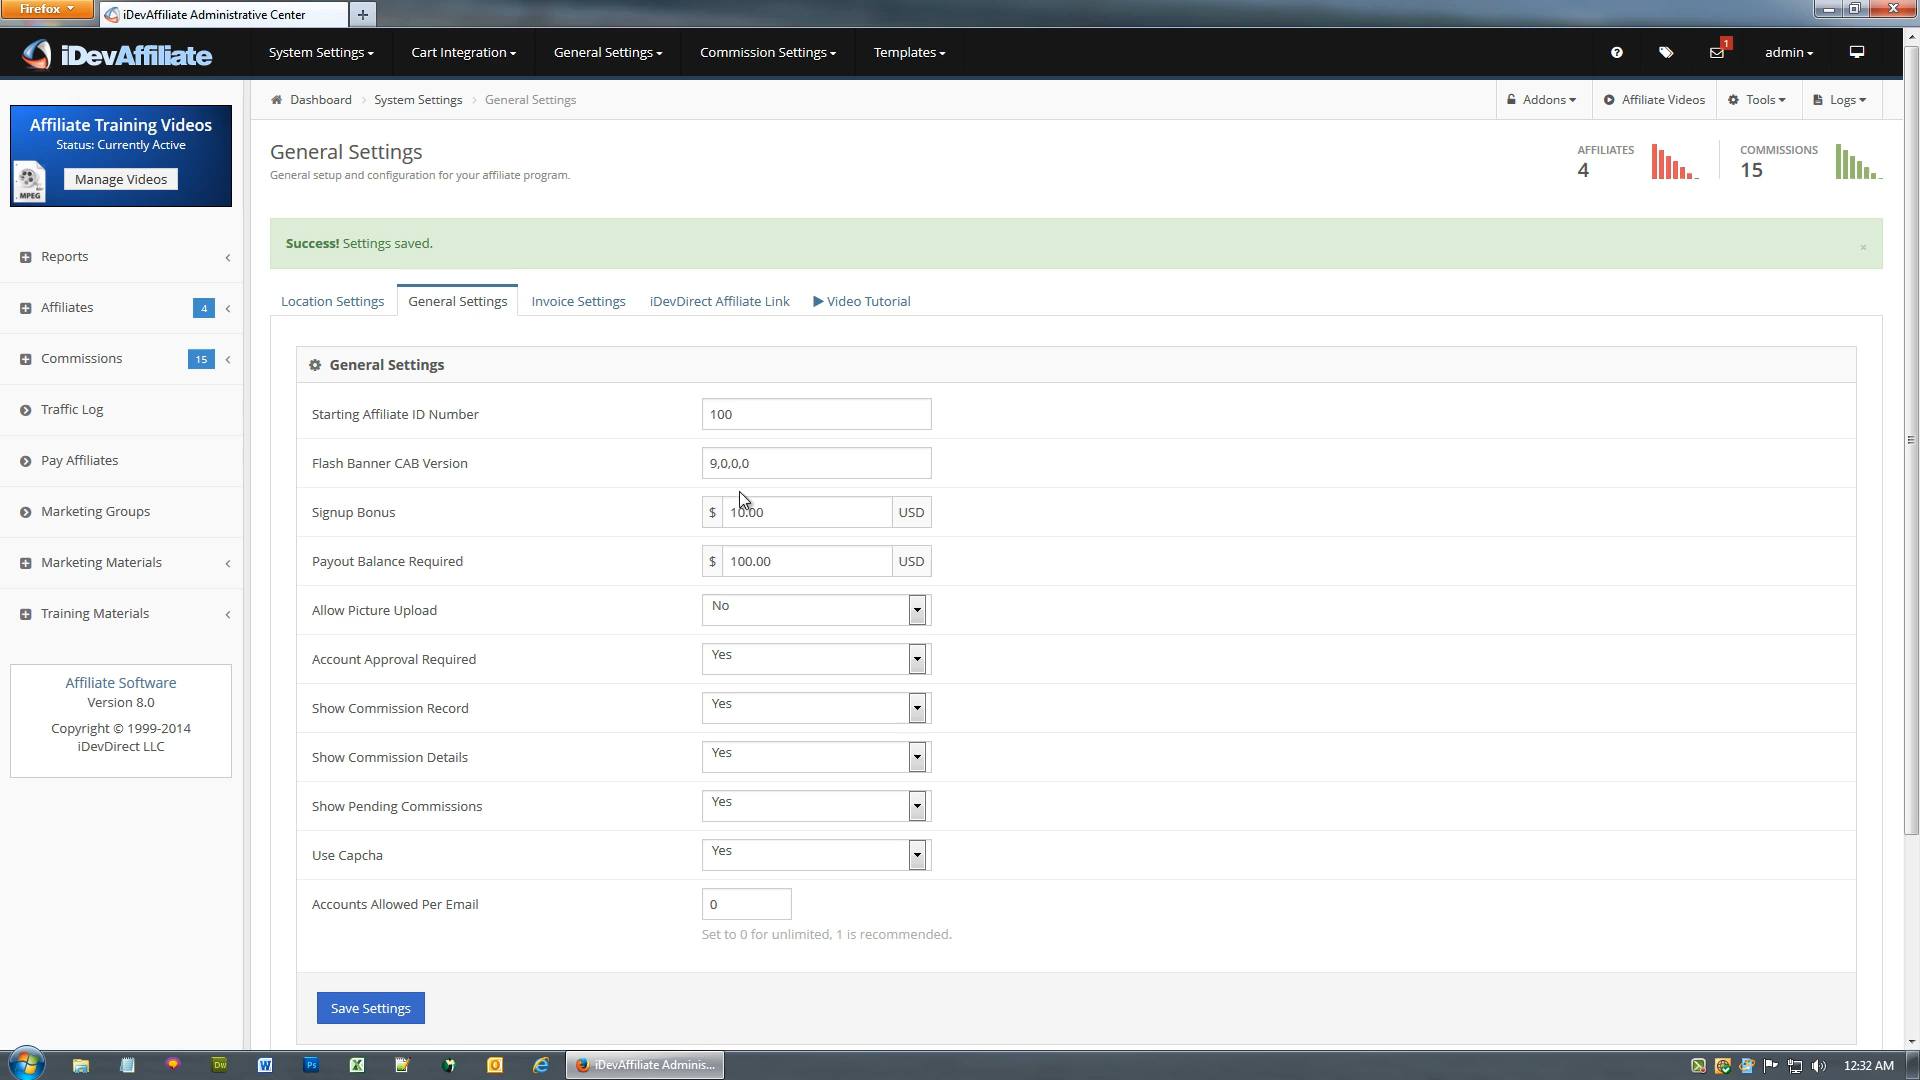 Firefox
iDevAffiliate Administrative Center
iDevAffiliate
System Settings
Cart Integration
General Settings
Commission Settings
Templates
1
admin
Affiliate Training Videos
Status: Currently Active
Manage Videos
MPEG
Dashboard
System Settings
General Settings
Addons
Affiliate Videos
Tools
Logs
General Settings
General setup and configuration for your affiliate program.
AFFILIATES
4
COMMISSIONS
15
Success! Settings saved.
×
Reports
Affiliates 4
Commissions 15
Traffic Log
Pay Affiliates
Marketing Groups
Marketing Materials
Training Materials
Affiliate Software
Version 8.0
Copyright © 1999-2014
iDevDirect LLC
Location Settings
General Settings
Invoice Settings
iDevDirect Affiliate Link
Video Tutorial
General Settings
Starting Affiliate ID Number 100
Flash Banner CAB Version 9,0,0,0
Signup Bonus $ 10.00 USD
Payout Balance Required $ 100.00 USD
Allow Picture Upload No
Account Approval Required Yes
Show Commission Record Yes
Show Commission Details Yes
Show Pending Commissions Yes
Use Capcha Yes
Accounts Allowed Per Email 0
Set to 0 for unlimited, 1 is recommended.
Save Settings
Dw
W
Ps
X
iDevAffiliate Adminis...
12:32 AM